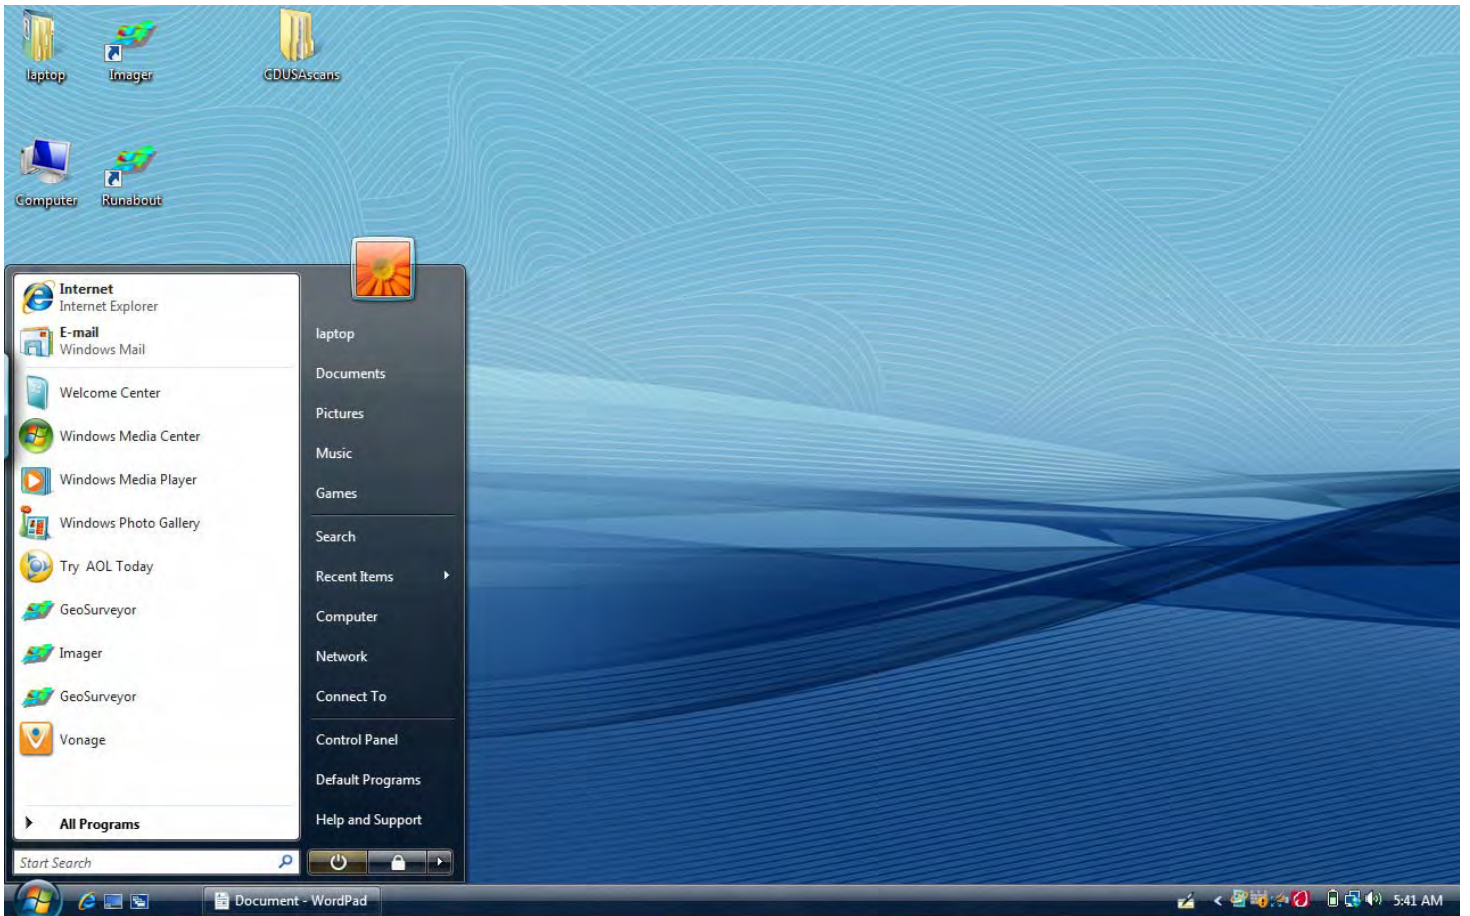 laptop
Imager
GDUSAscans
Computer
Runabout
Internet
Internet Explorer
E-mail
Windows Mail
Welcome Center
Windows Media Center
Windows Media Player
Windows Photo Gallery
Try AOL Today
GeoSurveyor
Imager
GeoSurveyor
Vonage
All Programs
Start Search
laptop
Documents
Pictures
Music
Games
Search
Recent Items
Computer
Network
Connect To
Control Panel
Default Programs
Help and Support
Document - WordPad
5:41 AM